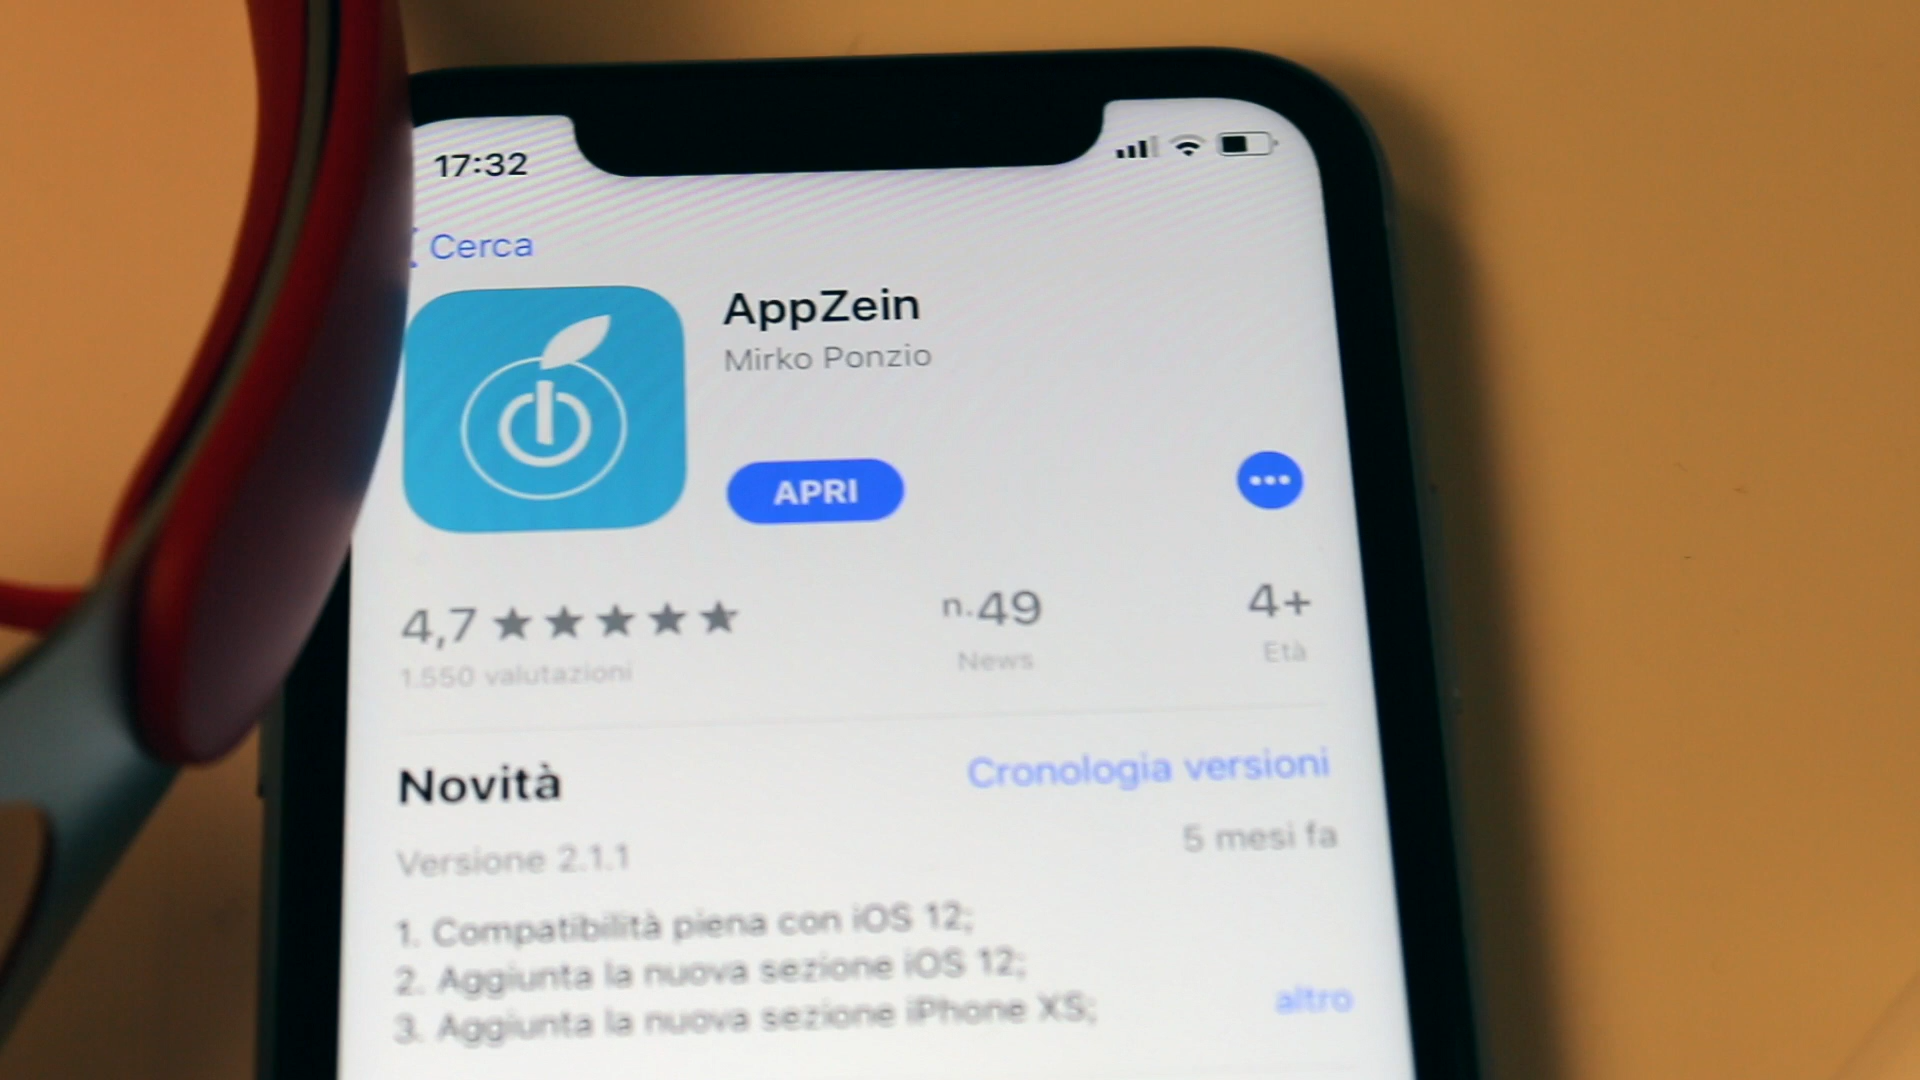 17:32
Cerca
AppZein
Mirko Ponzio
APRI
4,7 ★★★★★
n.49
4+
1.550 valutazioni
News
Età
Novità
Cronologia versioni
Versione 2.1.1
5 mesi fa
1. Compatibilità piena con iOS 12;
2. Aggiunta la nuova sezione iOS 12;
3. Aggiunta la nuova sezione iPhone XS;
altro